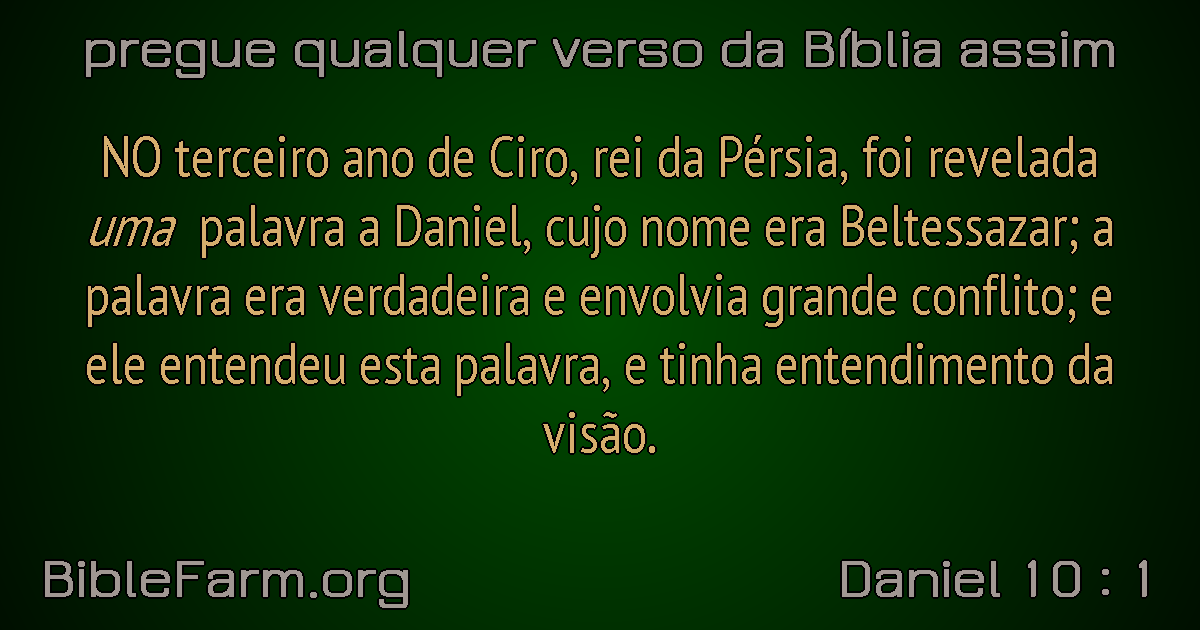 pregue qualquer verso da Bíblia assim
NO terceiro ano de Ciro, rei da Pérsia, foi revelada
uma palavra a Daniel, cujo nome era Beltessazar; a
palavra era verdadeira e envolvia grande conflito; e
ele entendeu esta palavra, e tinha entendimento da
visão.
BibleFarm.org
Daniel 10 : 1